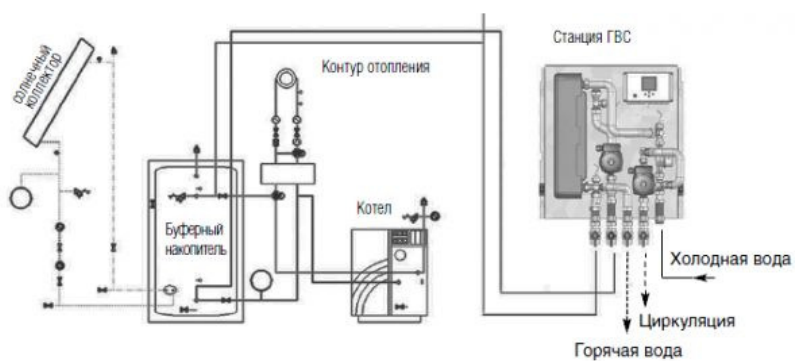 солнечный
коллектор
Станция ГВС
Контур отопления
Буферный
накопитель
Котел
Холодная вода
Циркуляция
Горячая вода